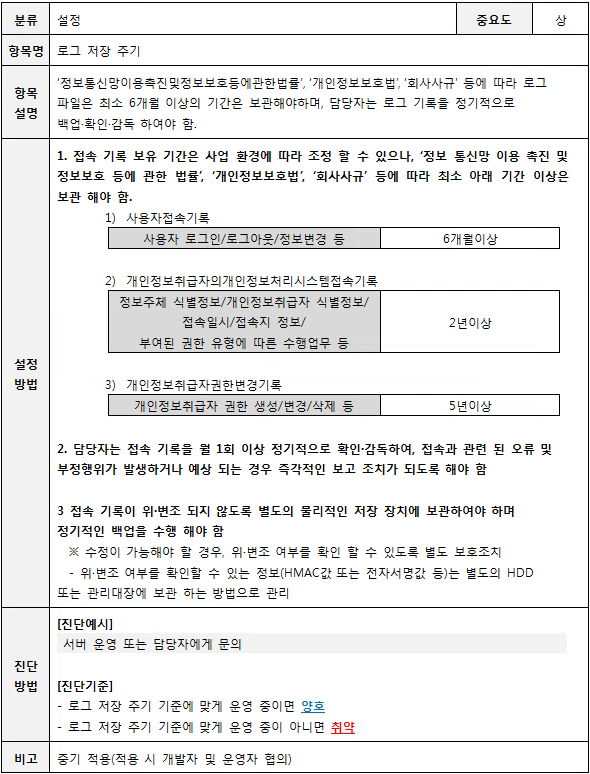 분류 설정 중요도 상
항목명 로그 저장 주기
항목
설명
‘정보통신망이용촉진및정보보호등에관한법률’, ‘개인정보보호법’, ‘회사사규’ 등에 따라 로그
파일은 최소 6개월 이상의 기간은 보관해야하며, 담당자는 로그 기록을 정기적으로
백업·확인·감독 하여야 함.
설정
방법
1. 접속 기록 보유 기간은 사업 환경에 따라 조정 할 수 있으나, ‘정보 통신망 이용 촉진 및
정보보호 등에 관한 법률’, ‘개인정보보호법’, ‘회사사규’ 등에 따라 최소 아래 기간 이상은
보관 해야 함.
1) 사용자접속기록
사용자 로그인/로그아웃/정보변경 등 6개월이상
2) 개인정보취급자의개인정보처리시스템접속기록
정보주체 식별정보/개인정보취급자 식별정보/
접속일시/접속지 정보/
부여된 권한 유형에 따른 수행업무 등
2년이상
3) 개인정보취급자권한변경기록
개인정보취급자 권한 생성/변경/삭제 등 5년이상
2. 담당자는 접속 기록을 월 1회 이상 정기적으로 확인·감독하여, 접속과 관련 된 오류 및
부정행위가 발생하거나 예상 되는 경우 즉각적인 보고 조치가 되도록 해야 함
3 접속 기록이 위·변조 되지 않도록 별도의 물리적인 저장 장치에 보관하여야 하며
정기적인 백업을 수행 해야 함
※ 수정이 가능해야 할 경우, 위·변조 여부를 확인 할 수 있도록 별도 보호조치
- 위·변조 여부를 확인할 수 있는 정보(HMAC값 또는 전자서명값 등)는 별도의 HDD
또는 관리대장에 보관 하는 방법으로 관리
진단
방법
[진단예시]
서버 운영 또는 담당자에게 문의
[진단기준]
- 로그 저장 주기 기준에 맞게 운영 중이면 양호
- 로그 저장 주기 기준에 맞게 운영 중이 아니면 취약
비고 중기 적용(적용 시 개발자 및 운영자 협의)